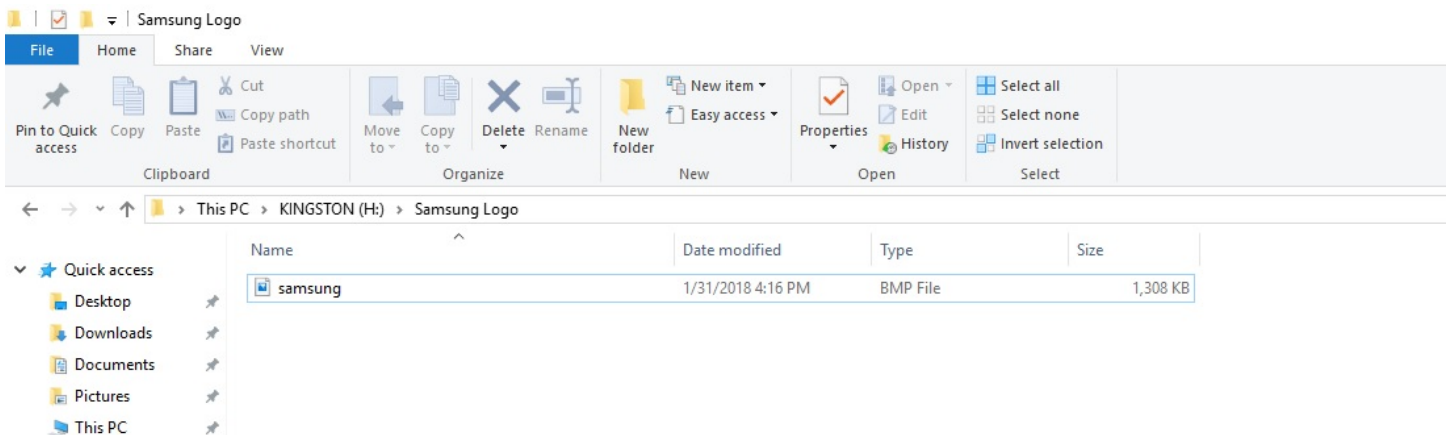 Samsung Logo
File Home Share View
Pin to Quick access
Copy
Paste
Cut
Copy path
Paste shortcut
Clipboard
Move to
Copy to
Delete
Rename
Organize
New folder
New item
Easy access
New
Properties
Open
Edit
History
Open
Select all
Select none
Invert selection
Select
This PC > KINGSTON (H:) > Samsung Logo
Name Date modified Type Size
samsung 1/31/2018 4:16 PM BMP File 1,308 KB
Quick access
Desktop
Downloads
Documents
Pictures
This PC